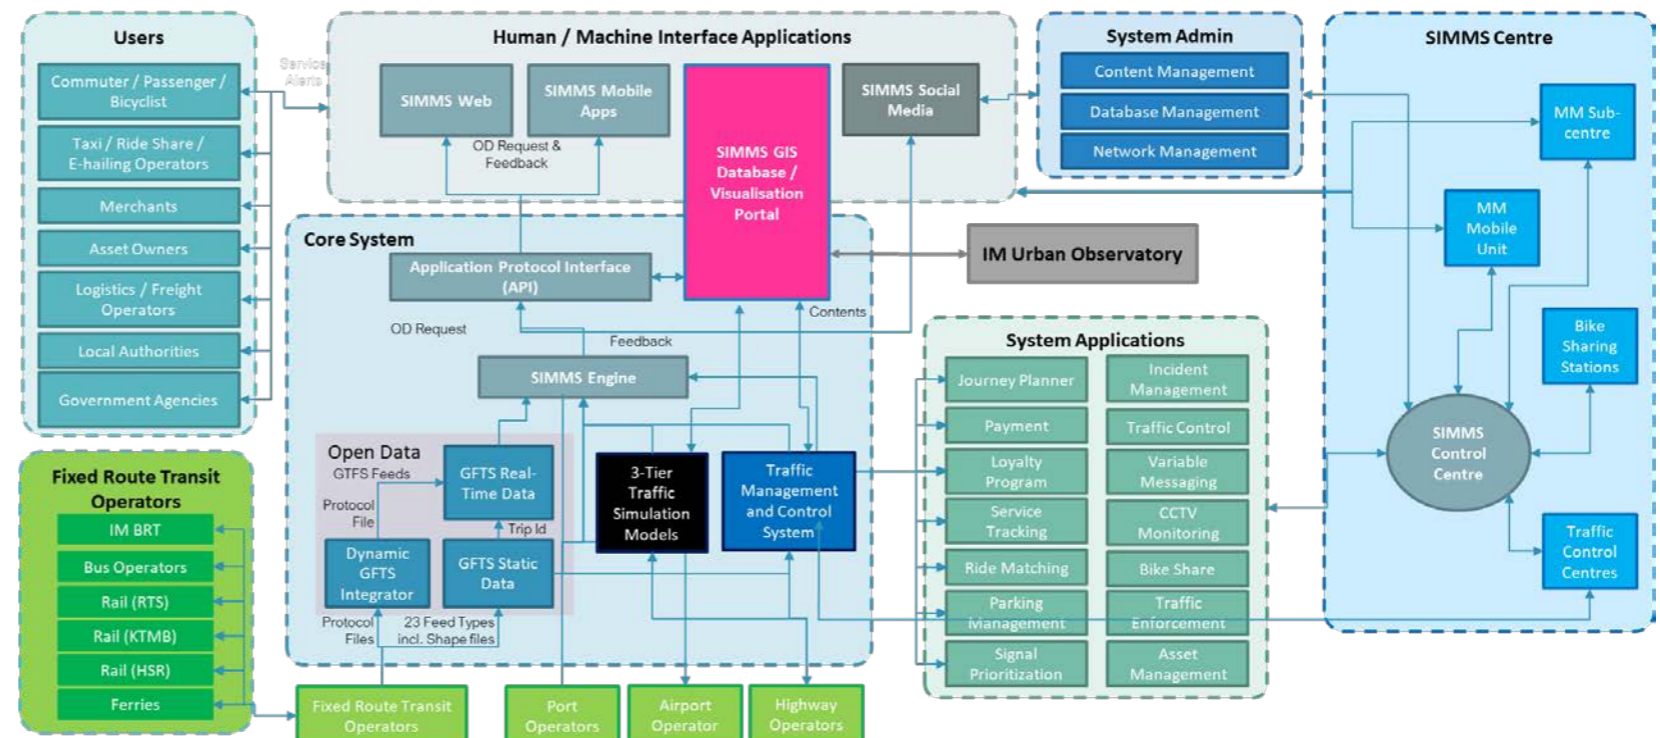 Users
Commuter / Passenger /
Bicyclist
Taxi / Ride Share /
E-hailing Operators
Merchants
Asset Owners
Logistics / Freight
Operators
Local Authorities
Government Agencies
Service
Alerts
Human / Machine Interface Applications
SIMMS Web
SIMMS Mobile
Apps
SIMMS GIS
Database /
Visualisation
Portal
SIMMS Social
Media
OD Request &
Feedback
System Admin
Content Management
Database Management
Network Management
SIMMS Centre
MM Sub-
centre
MM
Mobile
Unit
Bike
Sharing
Stations
SIMMS
Control
Centre
Traffic
Control
Centres
Core System
Application Protocol Interface
(API)
IM Urban Observatory
OD Request
Feedback
Contents
SIMMS Engine
Open Data
GTFS Feeds
GFTS Real-
Time Data
Protocol
File
Trip Id
Dynamic
GFTS
Integrator
GFTS Static
Data
Protocol
Files
23 Feed Types
incl. Shape files
3-Tier
Traffic
Simulation
Models
Traffic
Management
and Control
System
System Applications
Journey Planner
Incident
Management
Payment
Traffic Control
Loyalty
Program
Variable
Messaging
Service
Tracking
CCTV
Monitoring
Ride Matching
Bike Share
Parking
Management
Traffic
Enforcement
Signal
Prioritization
Asset
Management
Fixed Route Transit
Operators
IM BRT
Bus Operators
Rail (RTS)
Rail (KTMB)
Rail (HSR)
Ferries
Fixed Route Transit
Operators
Port
Operators
Airport
Operator
Highway
Operators